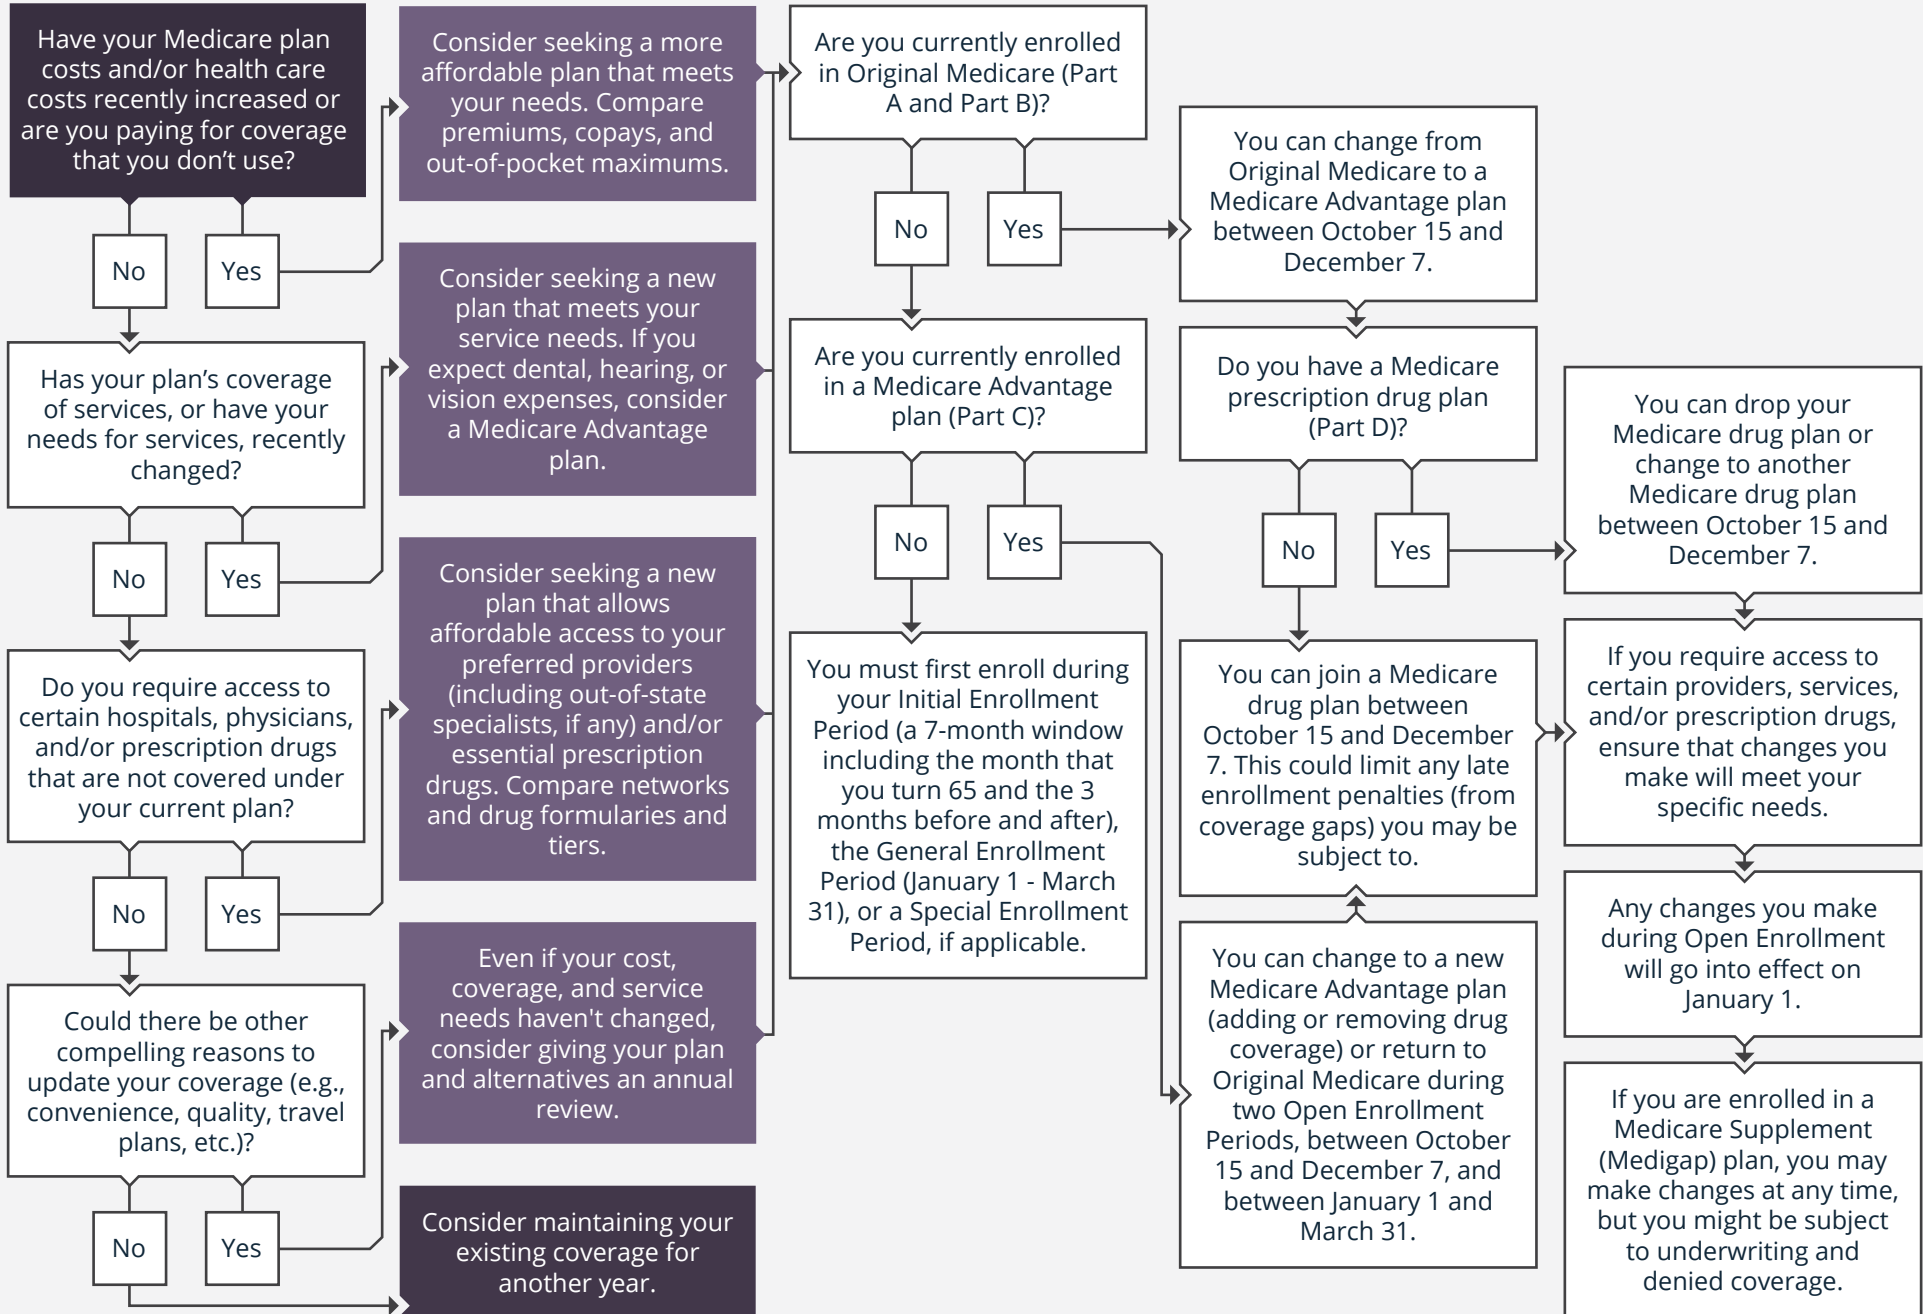 Have your Medicare plan
costs and/or health care
costs recently increased or
are you paying for coverage
that you don’t use?
No
Yes
Has your plan’s coverage
of services, or have your
needs for services, recently
changed?
No
Yes
Do you require access to
certain hospitals, physicians,
and/or prescription drugs
that are not covered under
your current plan?
No
Yes
Could there be other
compelling reasons to
update your coverage (e.g.,
convenience, quality, travel
plans, etc.)?
No
Yes
Consider seeking a more
affordable plan that meets
your needs. Compare
premiums, copays, and
out-of-pocket maximums.
Consider seeking a new
plan that meets your
service needs. If you
expect dental, hearing, or
vision expenses, consider
a Medicare Advantage
plan.
Consider seeking a new
plan that allows
affordable access to your
preferred providers
(including out-of-state
specialists, if any) and/or
essential prescription
drugs. Compare networks
and drug formularies and
tiers.
Even if your cost,
coverage, and service
needs haven't changed,
consider giving your plan
and alternatives an annual
review.
Consider maintaining your
existing coverage for
another year.
Are you currently enrolled
in Original Medicare (Part
A and Part B)?
No
Yes
Are you currently enrolled
in a Medicare Advantage
plan (Part C)?
No
Yes
You must first enroll during
your Initial Enrollment
Period (a 7-month window
including the month that
you turn 65 and the 3
months before and after),
the General Enrollment
Period (January 1 - March
31), or a Special Enrollment
Period, if applicable.
You can change from
Original Medicare to a
Medicare Advantage plan
between October 15 and
December 7.
Do you have a Medicare
prescription drug plan
(Part D)?
No
Yes
You can join a Medicare
drug plan between
October 15 and December
7. This could limit any late
enrollment penalties (from
coverage gaps) you may be
subject to.
You can change to a new
Medicare Advantage plan
(adding or removing drug
coverage) or return to
Original Medicare during
two Open Enrollment
Periods, between October
15 and December 7, and
between January 1 and
March 31.
You can drop your
Medicare drug plan or
change to another
Medicare drug plan
between October 15 and
December 7.
If you require access to
certain providers, services,
and/or prescription drugs,
ensure that changes you
make will meet your
specific needs.
Any changes you make
during Open Enrollment
will go into effect on
January 1.
If you are enrolled in a
Medicare Supplement
(Medigap) plan, you may
make changes at any time,
but you might be subject
to underwriting and
denied coverage.